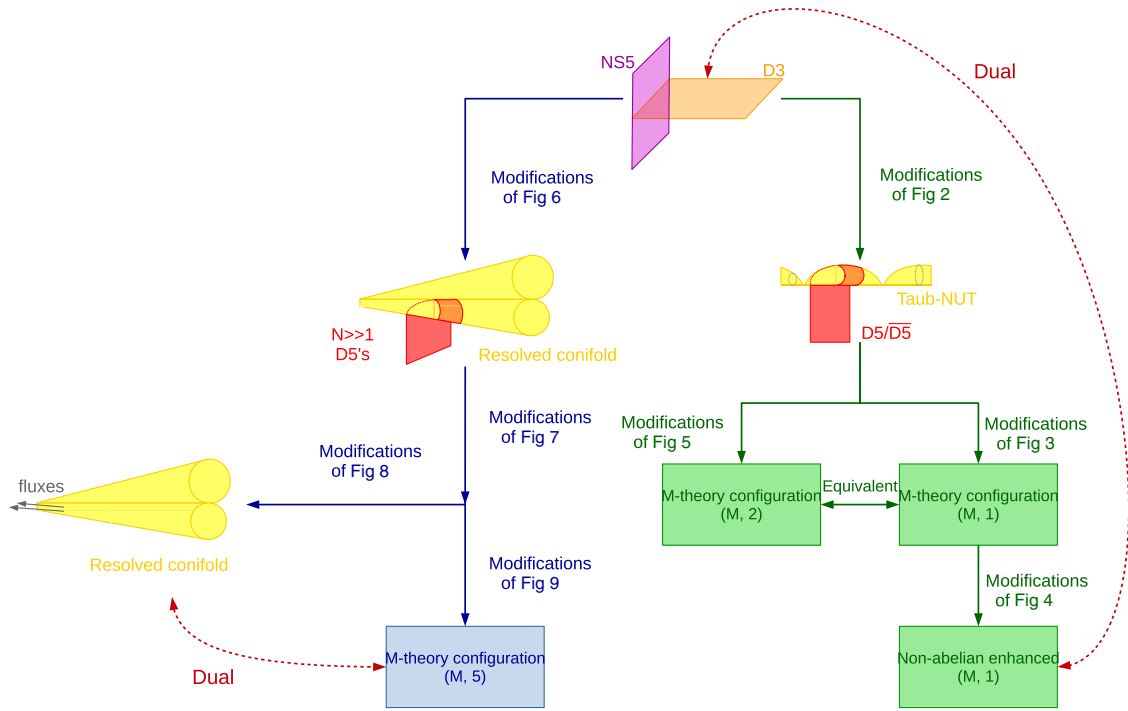 NS5
D3
Dual
Modifications
of Fig 6
Modifications
of Fig 2
N>>1
D5's
Resolved conifold
Taub-NUT
D5/D̅5̅
Modifications
of Fig 7
Modifications
of Fig 5
Modifications
of Fig 3
Modifications
of Fig 8
fluxes
Resolved conifold
M-theory configuration
(M, 2)
Equivalent
M-theory configuration
(M, 1)
Modifications
of Fig 9
Modifications
of Fig 4
Dual
M-theory configuration
(M, 5)
Non-abelian enhanced
(M, 1)